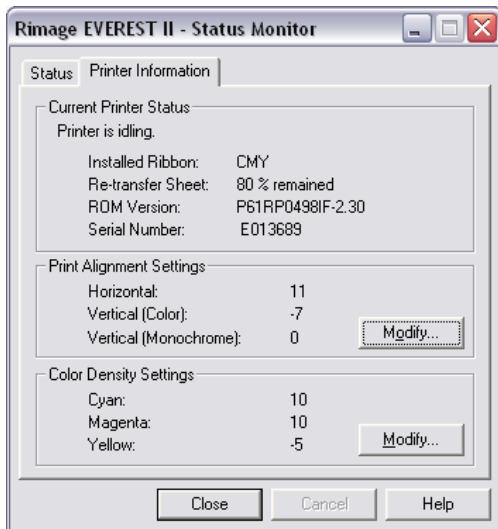 Rimage EVEREST II - Status Monitor
Status Printer Information
Current Printer Status
Printer is idling.
Installed Ribbon: CMY
Re-transfer Sheet: 80 % remained
ROM Version: P61RP0498IF-2.30
Serial Number: E013689
Print Alignment Settings
Horizontal: 11
Vertical (Color): -7
Vertical (Monochrome): 0 Modify...
Color Density Settings
Cyan: 10
Magenta: 10
Yellow: -5 Modify...
Close Cancel Help